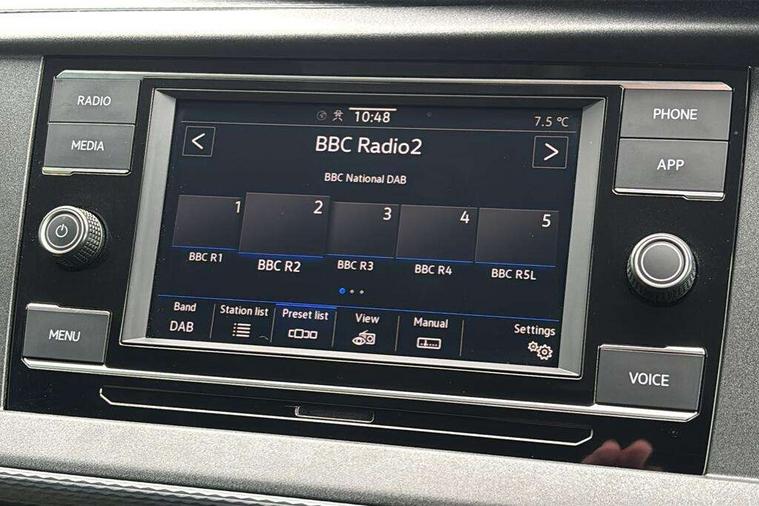 RADIO
MEDIA
MENU
10:48
7.5 °C
BBC Radio2
BBC National DAB
< >
1 2 3 4 5
BBC R1 BBC R2 BBC R3 BBC R4 BBC R5L
Band Station list Preset list View Manual Settings
DAB
PHONE
APP
VOICE